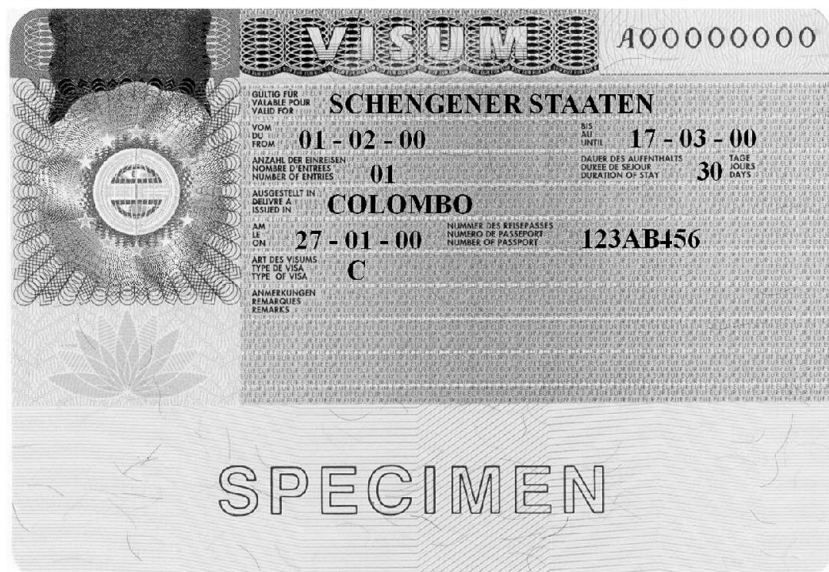 VISUM
A00000000
GÜLTIG FÜR
VALABLE POUR
VALID FOR
SCHENGENER STAATEN
VOM
DU
FROM
01 - 02 - 00
BIS
AU
UNTIL
17 - 03 - 00
ANZAHL DER EINREISEN
NOMBRE D'ENTREES
NUMBER OF ENTRIES
01
DAUER DES AUFENTHALTS
DUREE DE SEJOUR
DURATION OF STAY
30
TAGE
JOURS
DAYS
AUSGESTELLT IN
DELIVRE A
ISSUED IN
COLOMBO
AM
LE
ON
27 - 01 - 00
NUMMER DES REISEPASSES
NUMERO DE PASSEPORT
NUMBER OF PASSPORT
123AB456
ART DES VISUMS
TYPE DE VISA
TYPE OF VISA
C
ANMERKUNGEN
REMARQUES
REMARKS
SPECIMEN